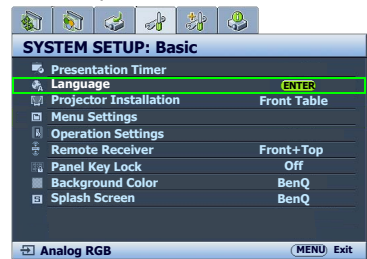 SYSTEM SETUP: Basic
Presentation Timer
Language ENTER
Projector Installation Front Table
Menu Settings
Operation Settings
Remote Receiver Front+Top
Panel Key Lock Off
Background Color BenQ
Splash Screen BenQ
Analog RGB MENU Exit